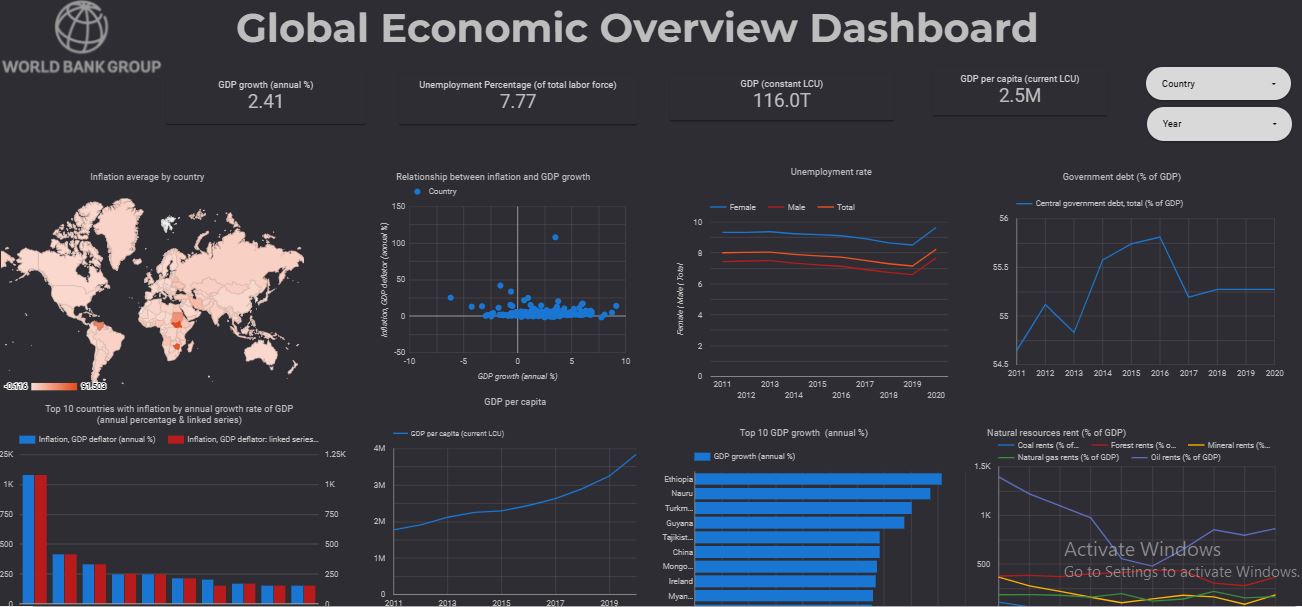 Global Economic Overview Dashboard
WORLD BANK GROUP
GDP growth (annual %)
2.41
Unemployment Percentage (of total labor force)
7.77
GDP (constant LCU)
116.0T
GDP per capita (current LCU)
2.5M
Country
Year
Inflation average by country
-0.116
91.503
Relationship between inflation and GDP growth
Country
Inflation, GDP deflator (annual %)
150
100
50
0
-50
-10
-5
0
5
10
GDP growth (annual %)
Unemployment rate
Female
Male
Total
Female | Male | Total
10
8
6
4
2
0
2011
2013
2015
2017
2019
2012
2014
2016
2018
2020
Government debt (% of GDP)
Central government debt, total (% of GDP)
56
55.5
55
54.5
2011 2012 2013 2014 2015 2016 2017 2018 2019 2020
Top 10 countries with inflation by annual growth rate of GDP
(annual percentage & linked series)
Inflation, GDP deflator (annual %)
Inflation, GDP deflator: linked series...
.25K
1K
750
500
250
0
1.25K
1K
750
500
250
0
GDP per capita
GDP per capita (current LCU)
4M
3M
2M
1M
0
2011
2013
2015
2017
2019
Top 10 GDP growth (annual %)
GDP growth (annual %)
Ethiopia
Nauru
Turkm...
Guyana
Tajikist...
China
Mongo...
Ireland
Myan...
Natural resources rent (% of GDP)
Coal rents (% of...
Forest rents (% o...
Mineral rents (%...
Natural gas rents (% of GDP)
Oil rents (% of GDP)
1.5K
1K
500
Activate Windows
Go to Settings to activate Windows.